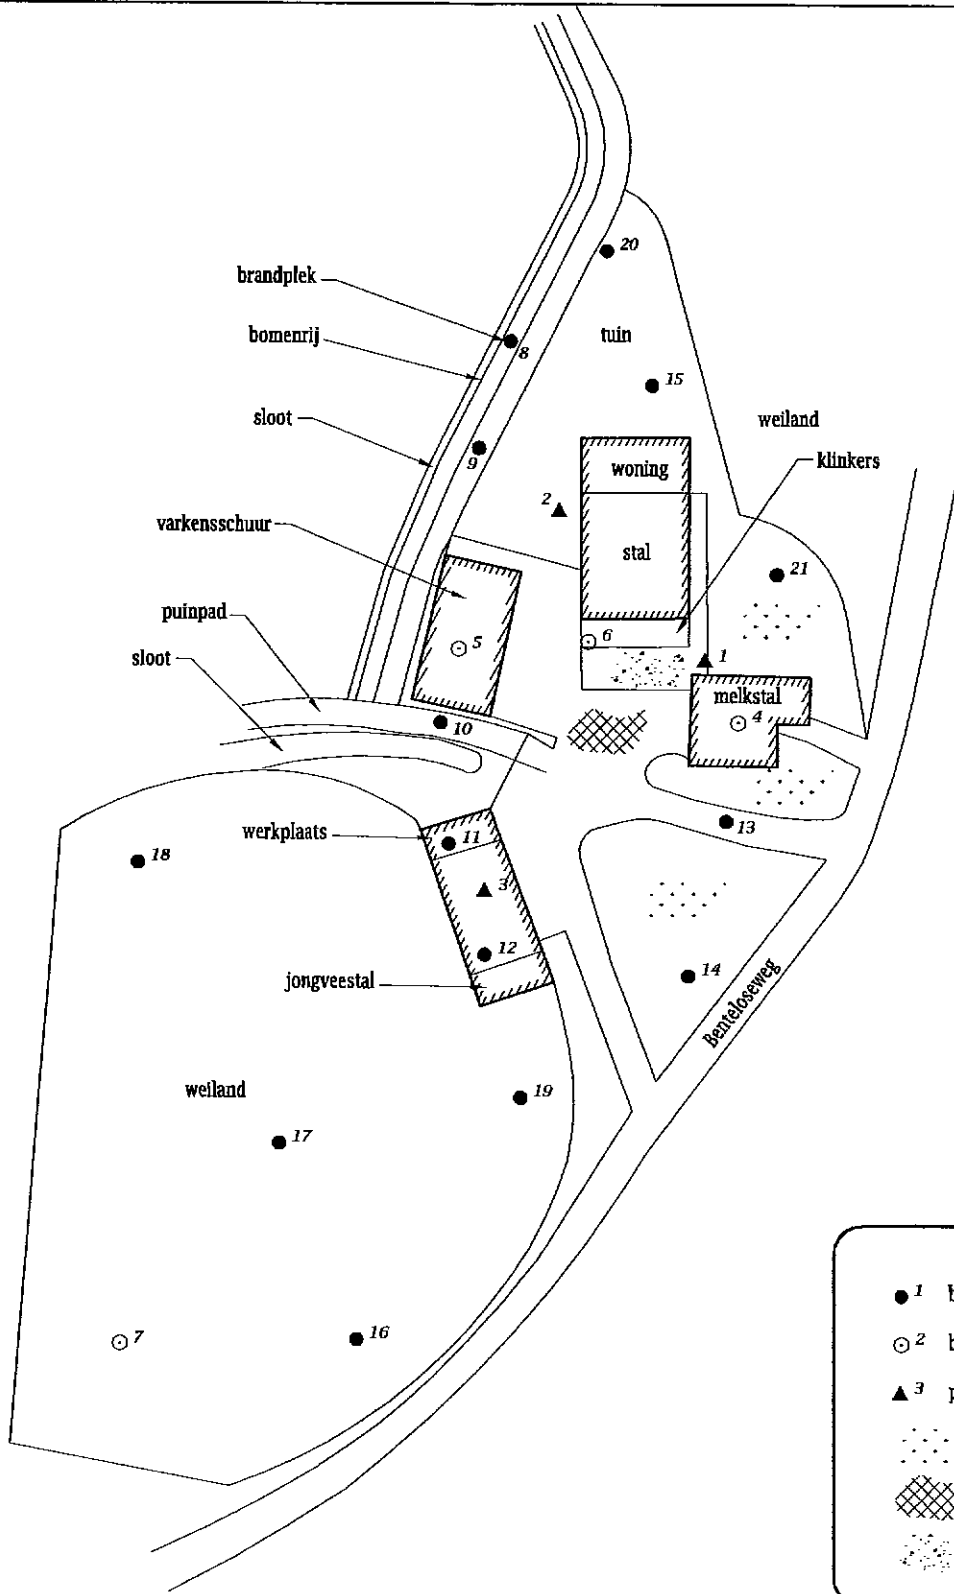 20
brandplek
tuin
bomenrij
8
15
sloot
weiland
9
woning
klinkers
2
varkensschuur
stal
21
puinpad
5
6
sloot
1
melkstal
4
10
werkplaats
11
13
18
3
12
14
jongveestal
Benteloseweg
weiland
19
17
7
16
1 b
2 b
3 p